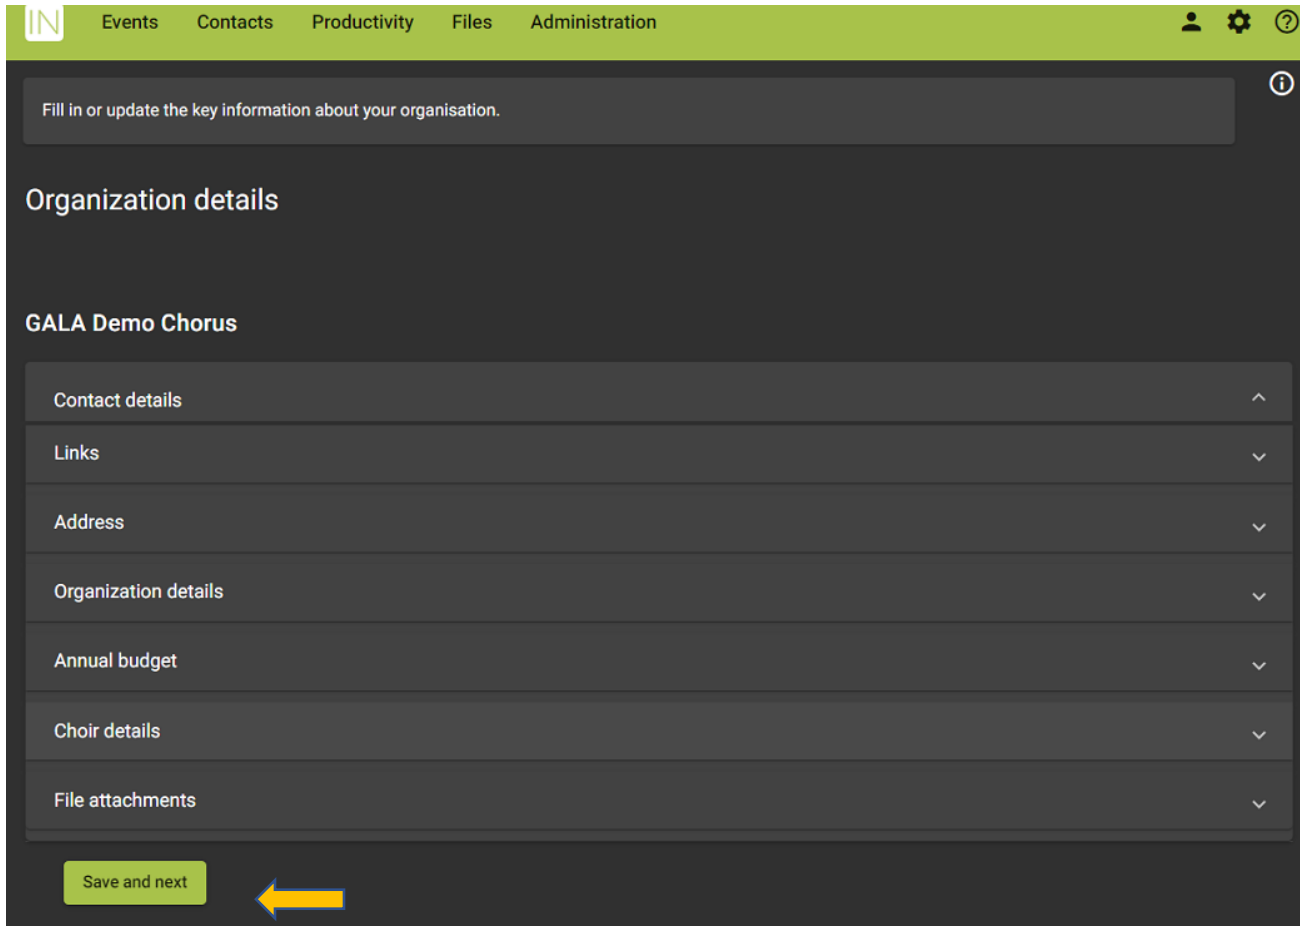 IN Events Contacts Productivity Files Administration
Fill in or update the key information about your organisation.
Organization details
GALA Demo Chorus
Contact details
Links
Address
Organization details
Annual budget
Choir details
File attachments
Save and next